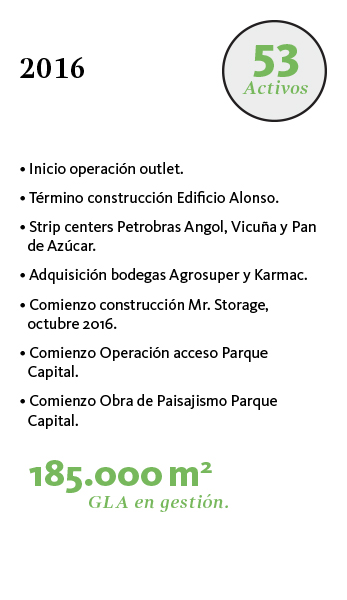 2016
53
Activos
• Inicio operación outlet.
• Término construcción Edificio Alonso.
• Strip centers Petrobras Angol, Vicuña y Pan
de Azúcar.
• Adquisición bodegas Agrosuper y Karmac.
• Comienzo construcción Mr. Storage,
octubre 2016.
• Comienzo Operación acceso Parque
Capital.
• Comienzo Obra de Paisajismo Parque
Capital.
185.000 m²
GLA en gestión.